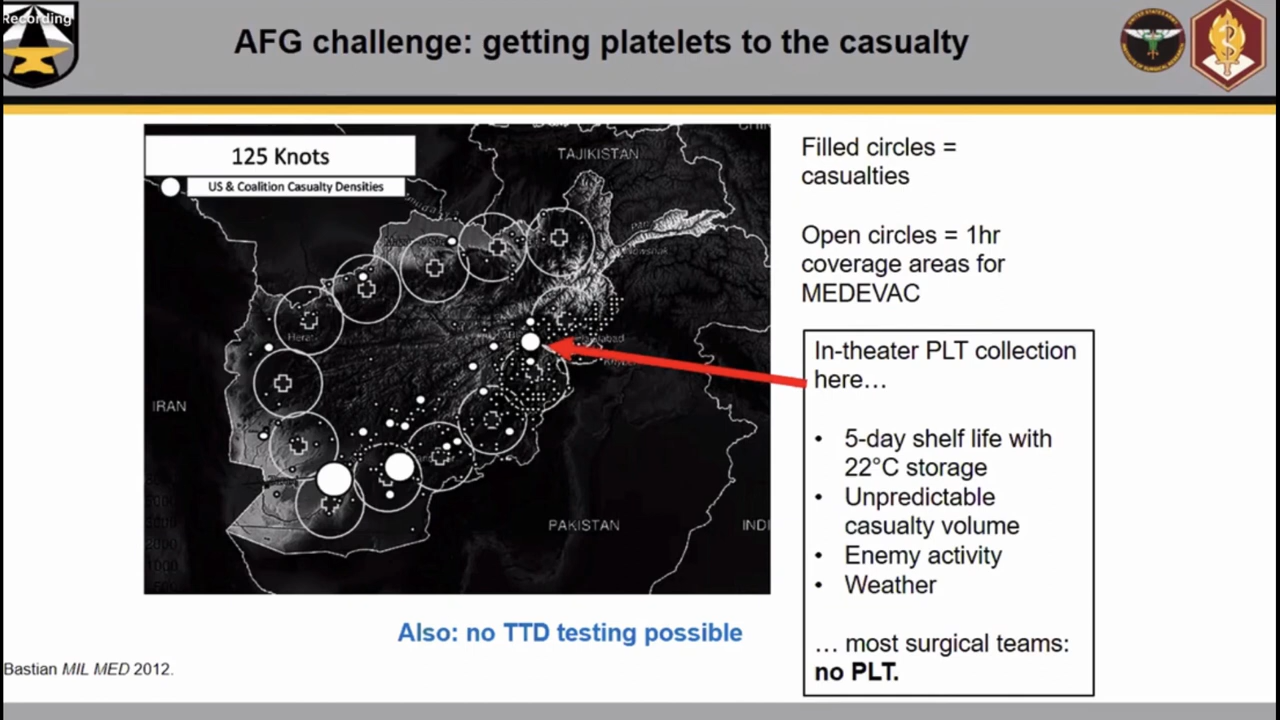 Recording
AFG challenge: getting platelets to the casualty
125 Knots
US & Coalition Casualty Densities
TAJIKISTAN
Herat
IRAN
PAKISTAN
INDI
Filled circles =
casualties
Open circles = 1hr
coverage areas for
MEDEVAC
In-theater PLT collection
here…
• 5-day shelf life with
22°C storage
• Unpredictable
casualty volume
• Enemy activity
• Weather
… most surgical teams:
no PLT.
Also: no TTD testing possible
Bastian MIL MED 2012.